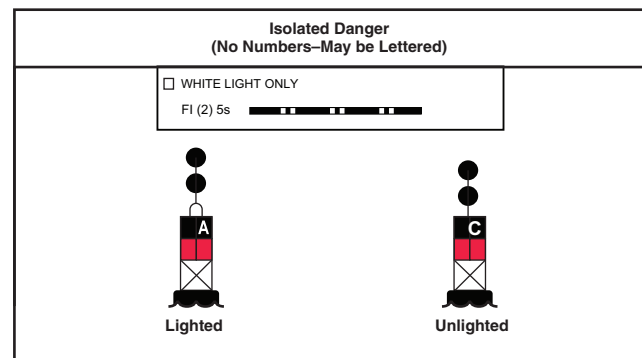 Isolated Danger
(No Numbers–May be Lettered)
WHITE LIGHT ONLY
Fl (2) 5s
A
C
Lighted
Unlighted